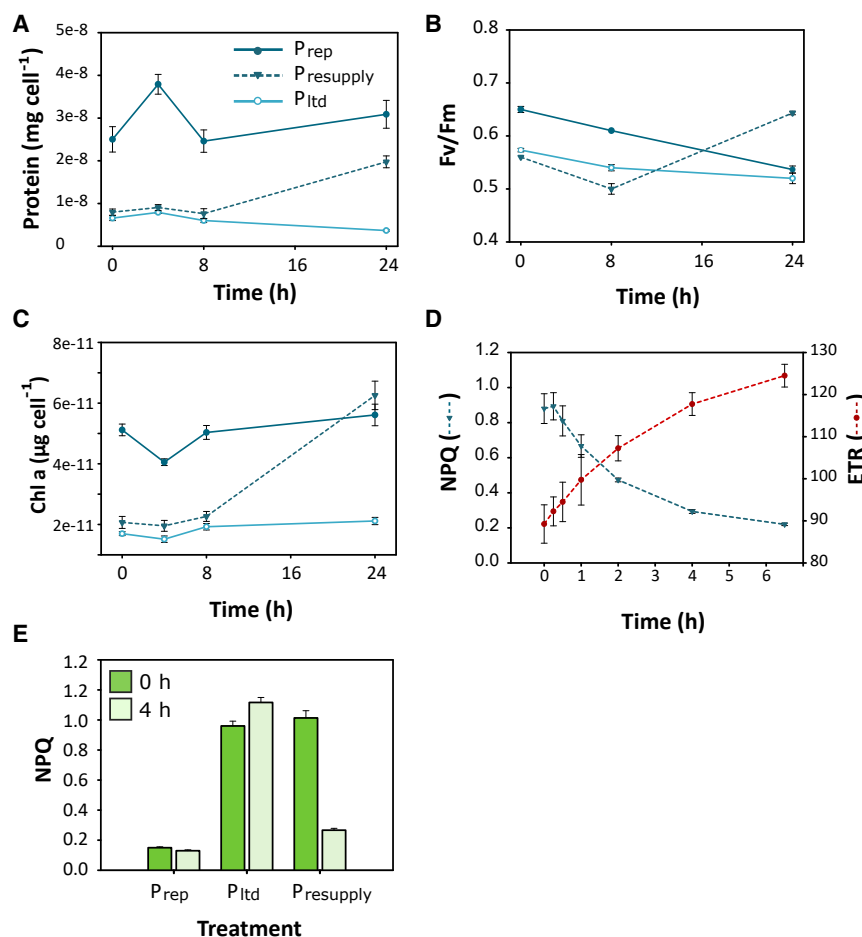 A
Protein (mg cell⁻¹)
5e-8
4e-8
3e-8
2e-8
1e-8
0
P rep
P resupply
P ltd
0 8 16 24
Time (h)
B
Fv/Fm
0.8
0.7
0.6
0.5
0.4
0 8 16 24
Time (h)
C
Chl a (µg cell⁻¹)
8e-11
6e-11
4e-11
2e-11
0 8 16 24
Time (h)
D
NPQ (---)
1.2
1.0
0.8
0.6
0.4
0.2
0.0
130
120
110
100
90
80
ETR (---)
0 1 2 3 4 5 6
Time (h)
E
NPQ
1.2
1.2
1.0
0.8
0.6
0.4
0.2
0.0
0 h
4 h
P rep P ltd P resupply
Treatment